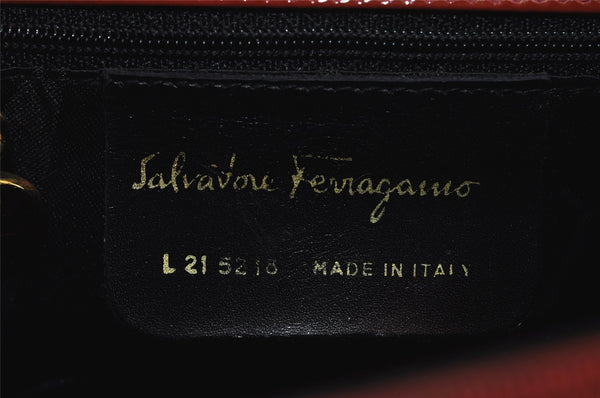 Salvatore Ferragamo
L 21 5218 MADE IN ITALY